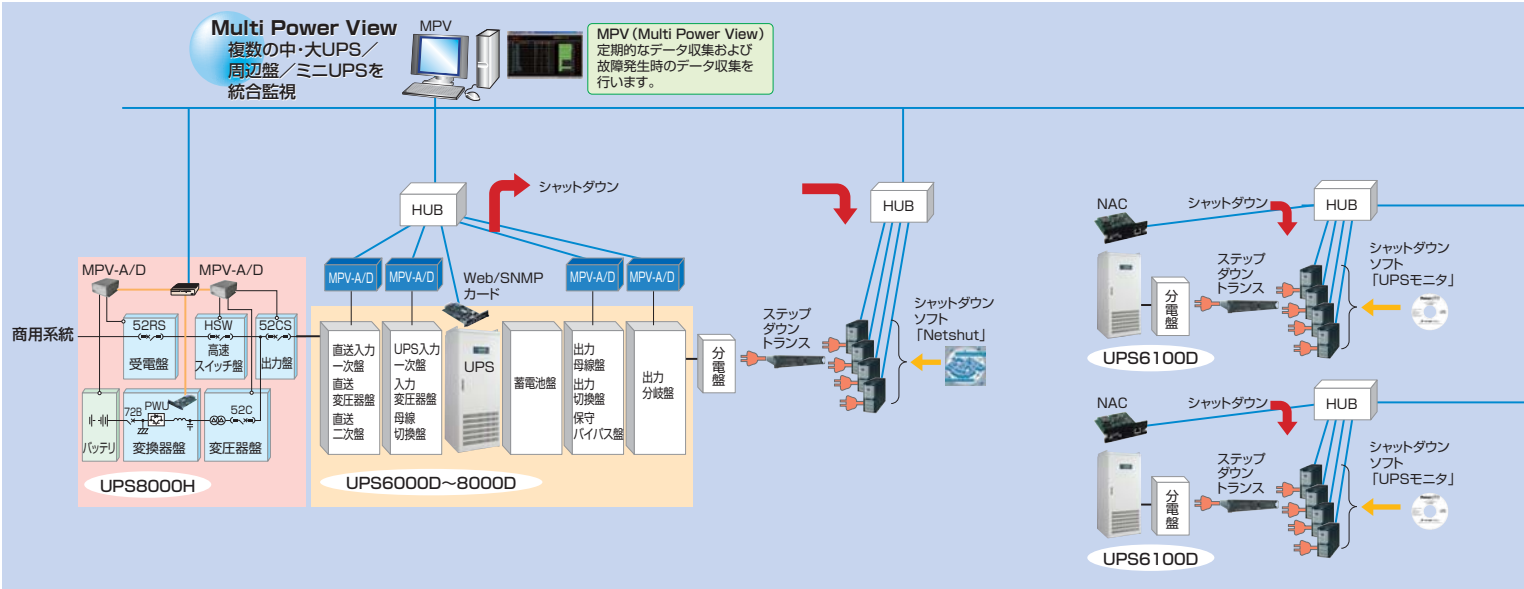 Multi Power View
複数の中・大UPS／
周辺盤／ミニUPSを
統合監視
MPV
MPV（Multi Power View）
定期的なデータ収集および
故障発生時のデータ収集を
行います。
HUB
シャットダウン
MPV-A/D
MPV-A/D
Web/SNMP
カード
MPV-A/D
MPV-A/D
MPV-A/D
MPV-A/D
商用系統
52RS
受電盤
HSW
高速
スイッチ盤
52CS
出力盤
バッテリ
72B
PWU
変換器盤
52C
変圧器盤
UPS8000H
直送入力
一次盤
直送
変圧器盤
直送
二次盤
UPS入力
一次盤
入力
変圧器盤
母線
切換盤
UPS
蓄電池盤
出力
母線盤
出力
切換盤
保守
バイパス盤
出力
分岐盤
UPS6000D～8000D
分電盤
ステップ
ダウン
トランス
HUB
シャットダウン
ソフト
「Netshut」
NAC
シャットダウン
HUB
分電盤
ステップ
ダウン
トランス
シャットダウン
ソフト
「UPSモニタ」
UPS6100D
NAC
シャットダウン
HUB
分電盤
ステップ
ダウン
トランス
シャットダウン
ソフト
「UPSモニタ」
UPS6100D